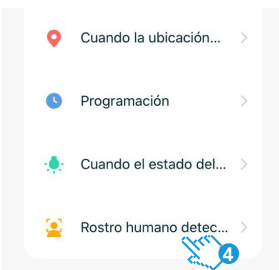 Cuando la ubicación...
Programación
Cuando el estado del...
Rostro humano detec...
4